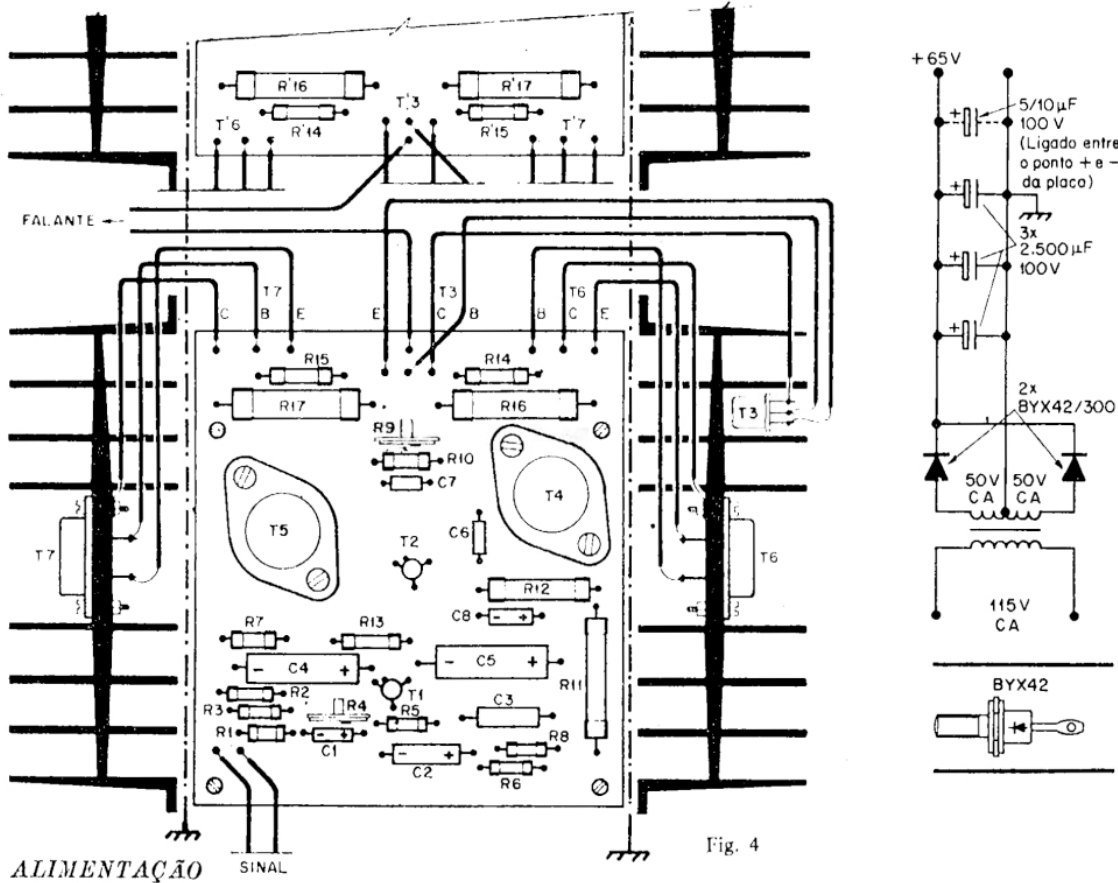 R'16
R'17
T'3
R'14
R'15
T'6
T'7
FALANTE
T7
T3
T6
C
B
E
E
C
B
B
C
E
R15
R14
R17
R16
R9
R10
C7
T3
T5
T4
C6
T2
T7
T6
R12
C8
- +
R7
R13
- C4 +
- C5 +
R11
R2
T1
R3
R4
R5
C3
R1
- +
C1
- +
C2
R8
R6
SINAL
Fig. 4
ALIMENTAÇÃO
+65V
+
5/10µF
100 V
(Ligado entre
o ponto + e –
da placa)
+
3x
2.500µF
100V
+
+
2x
BYX42/300
50V
CA
50V
CA
115V
CA
BYX42